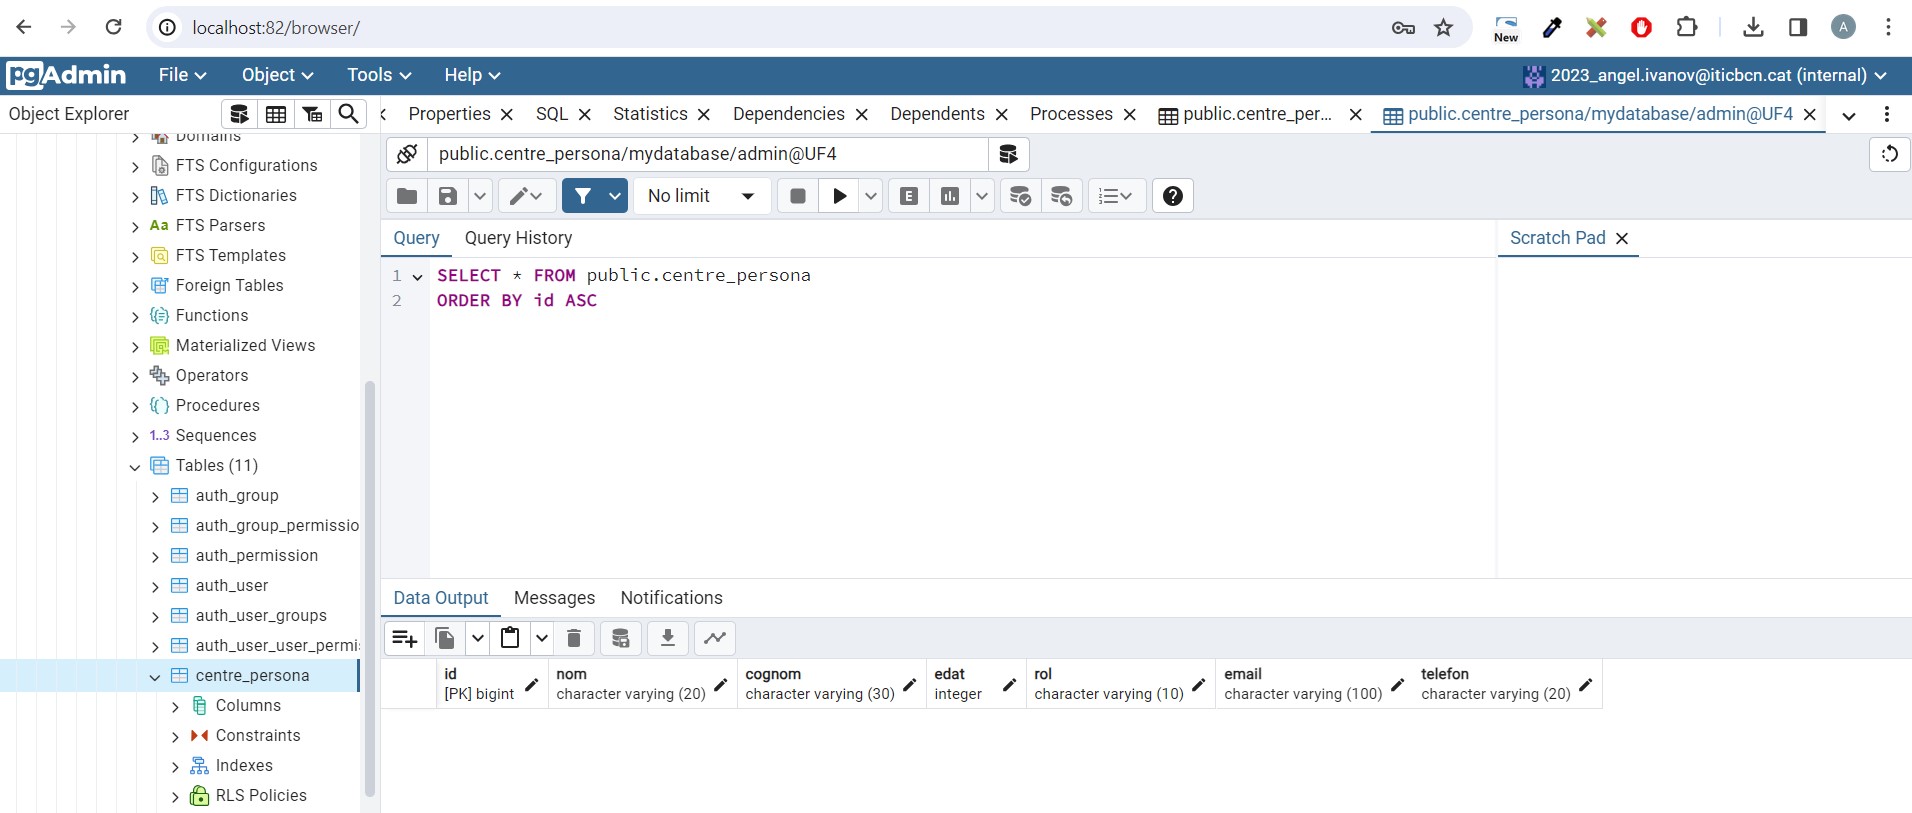 localhost:82/browser/
New
A
pgAdmin File Object Tools Help 2023_angel.ivanov@iticbcn.cat (internal)
Object Explorer
Properties SQL Statistics Dependencies Dependents Processes public.centre_per... public.centre_persona/mydatabase/admin@UF4
public.centre_persona/mydatabase/admin@UF4
No limit
E
Query Query History
Scratch Pad
1 SELECT * FROM public.centre_persona
2 ORDER BY id ASC
Domains
FTS Configurations
FTS Dictionaries
Aa FTS Parsers
FTS Templates
Foreign Tables
Functions
Materialized Views
Operators
Procedures
1..3 Sequences
Tables (11)
auth_group
auth_group_permissio
auth_permission
auth_user
auth_user_groups
auth_user_user_permi
centre_persona
Columns
Constraints
Indexes
RLS Policies
Data Output Messages Notifications
id nom cognom edat rol email telefon
[PK] bigint character varying (20) character varying (30) integer character varying (10) character varying (100) character varying (20)